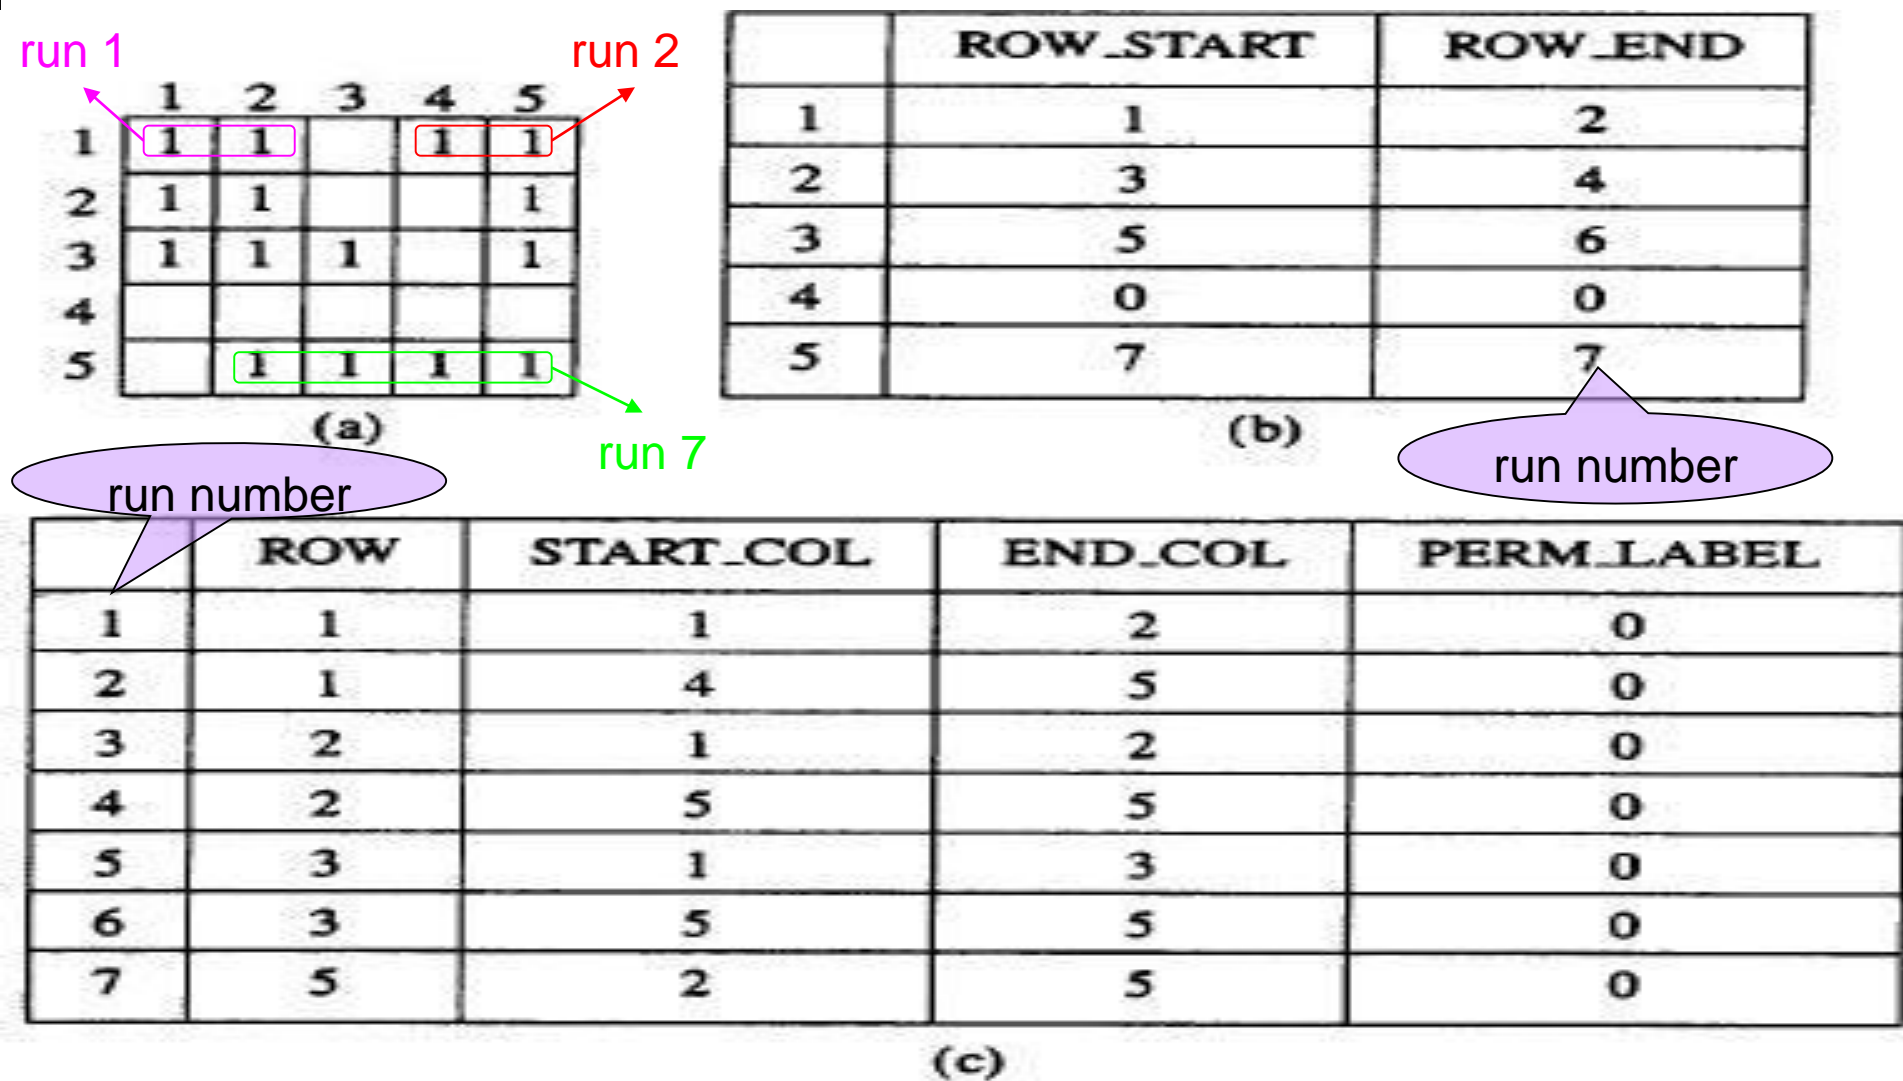 run 1
run 2
1 2 3 4 5
1 1 1 1 1
2 1 1 1
3 1 1 1 1
4
5 1 1 1 1
(a)
run 7
ROW_START ROW_END
1 1 2
2 3 4
3 5 6
4 0 0
5 7 7
(b)
run number
run number
ROW START_COL END_COL PERM_LABEL
1 1 1 2 0
2 1 4 5 0
3 2 1 2 0
4 2 5 5 0
5 3 1 3 0
6 3 5 5 0
7 5 2 5 0
(c)